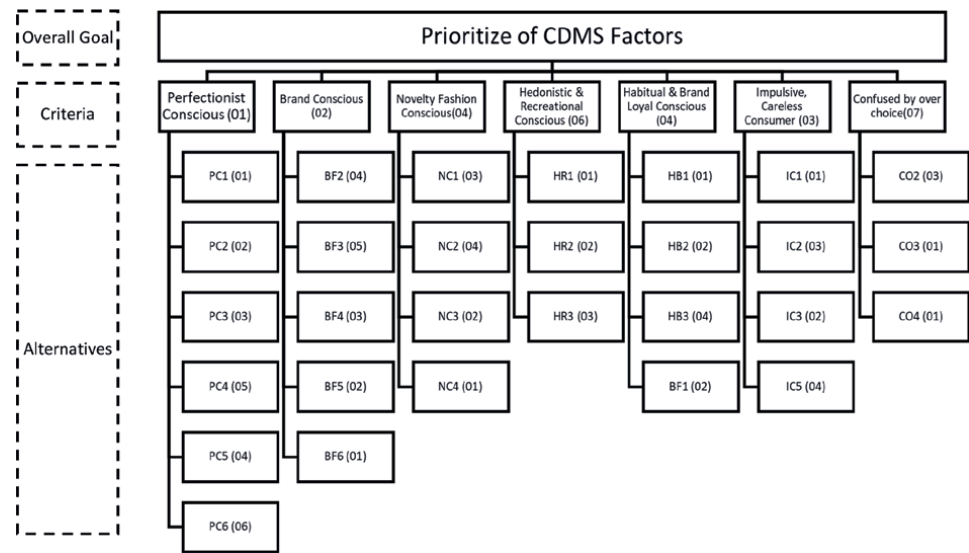 Overall Goal
Prioritize of CDMS Factors
Criteria
Perfectionist
Conscious (01)
Brand Conscious
(02)
Novelty Fashion
Conscious(04)
Hedonistic &
Recreational
Conscious (06)
Habitual & Brand
Loyal Conscious
(04)
Impulsive,
Careless
Consumer (03)
Confused by over
choice(07)
Alternatives
PC1 (01)
BF2 (04)
NC1 (03)
HR1 (01)
HB1 (01)
IC1 (01)
CO2 (03)
PC2 (02)
BF3 (05)
NC2 (04)
HR2 (02)
HB2 (02)
IC2 (03)
CO3 (01)
PC3 (03)
BF4 (03)
NC3 (02)
HR3 (03)
HB3 (04)
IC3 (02)
CO4 (01)
PC4 (05)
BF5 (02)
NC4 (01)
BF1 (02)
IC5 (04)
PC5 (04)
BF6 (01)
PC6 (06)